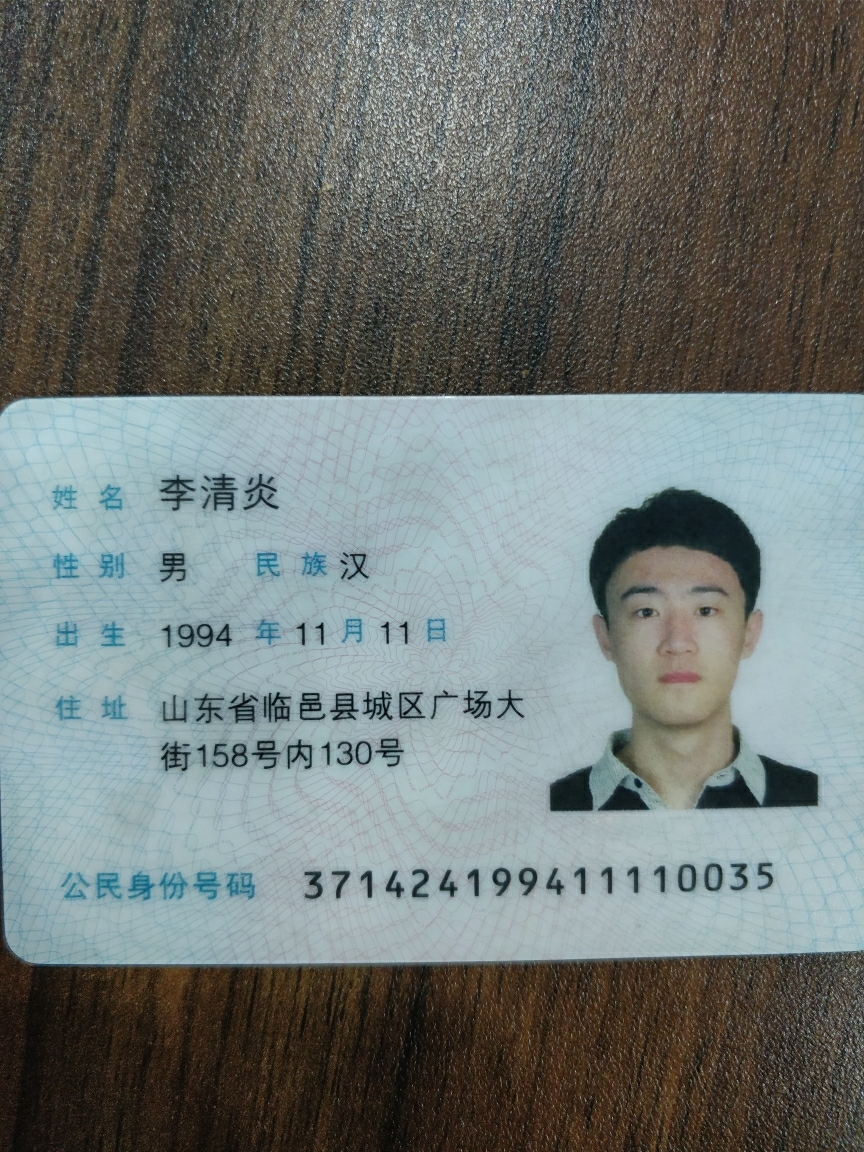 姓名 李清炎
性别 男 民族 汉
出生 1994 年 11 月 11 日
住址 山东省临邑县城区广场大
街158号内130号
公民身份号码 371424199411110035